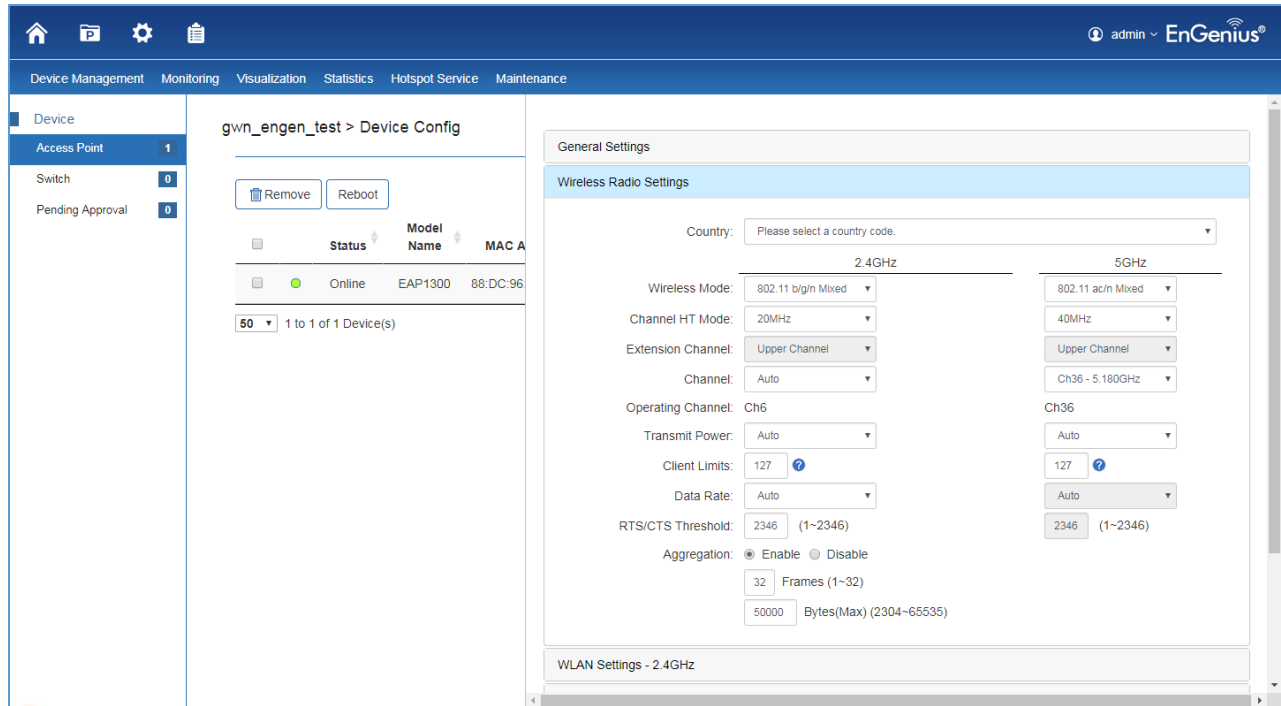 P
admin EnGenius®
Device Management Monitoring Visualization Statistics Hotspot Service Maintenance
Device
Access Point 1
Switch 0
Pending Approval 0
gwn_engen_test > Device Config
Remove Reboot
Status Model Name MAC A
Online EAP1300 88:DC:96:
50 1 to 1 of 1 Device(s)
General Settings
Wireless Radio Settings
Country: Please select a country code.
2.4GHz 5GHz
Wireless Mode: 802.11 b/g/n Mixed 802.11 ac/n Mixed
Channel HT Mode: 20MHz 40MHz
Extension Channel: Upper Channel Upper Channel
Channel: Auto Ch36 - 5.180GHz
Operating Channel: Ch6 Ch36
Transmit Power: Auto Auto
Client Limits: 127 ? 127 ?
Data Rate: Auto Auto
RTS/CTS Threshold: 2346 (1~2346) 2346 (1~2346)
Aggregation: Enable Disable
32 Frames (1~32)
50000 Bytes(Max) (2304~65535)
WLAN Settings - 2.4GHz